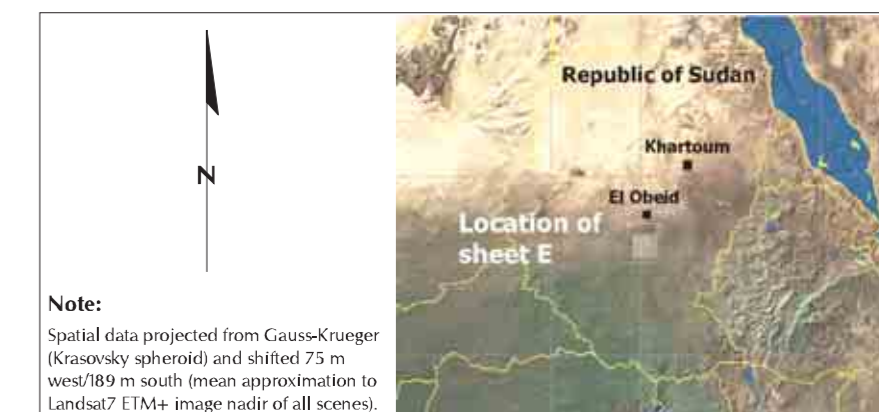 N
Note:
Spatial data projected from Gauss-Krueger
(Krasovsky spheroid) and shifted 75 m
west/189 m south (mean approximation to
Landsat7 ETM+ image nadir of all scenes).
Republic of Sudan
Khartoum
El Obeid
Location of
sheet E